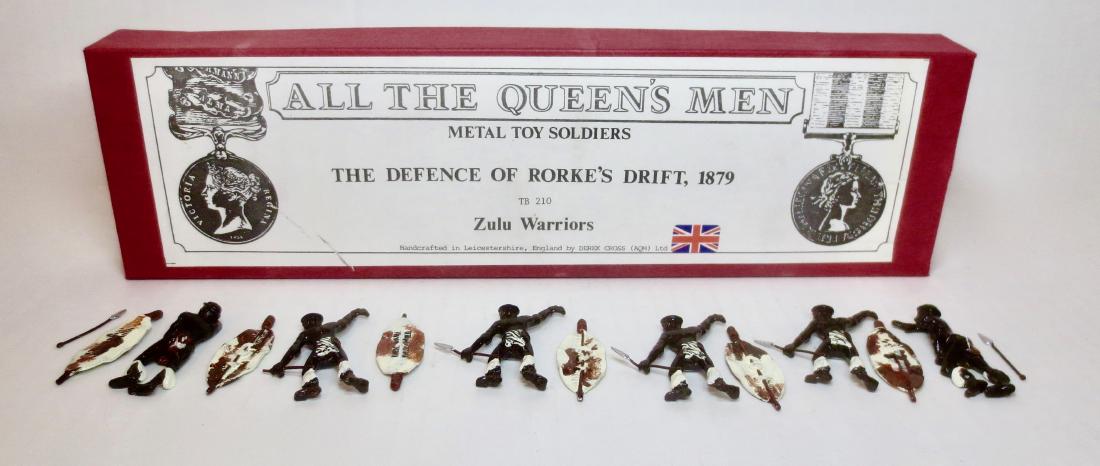 ALL THE QUEEN'S MEN
METAL TOY SOLDIERS
THE DEFENCE OF RORKE'S DRIFT, 1879
TB 210
Zulu Warriors
Handcrafted in Leicestershire, England by DEREK CROSS (AQM) Ltd
VICTORIA REGINA